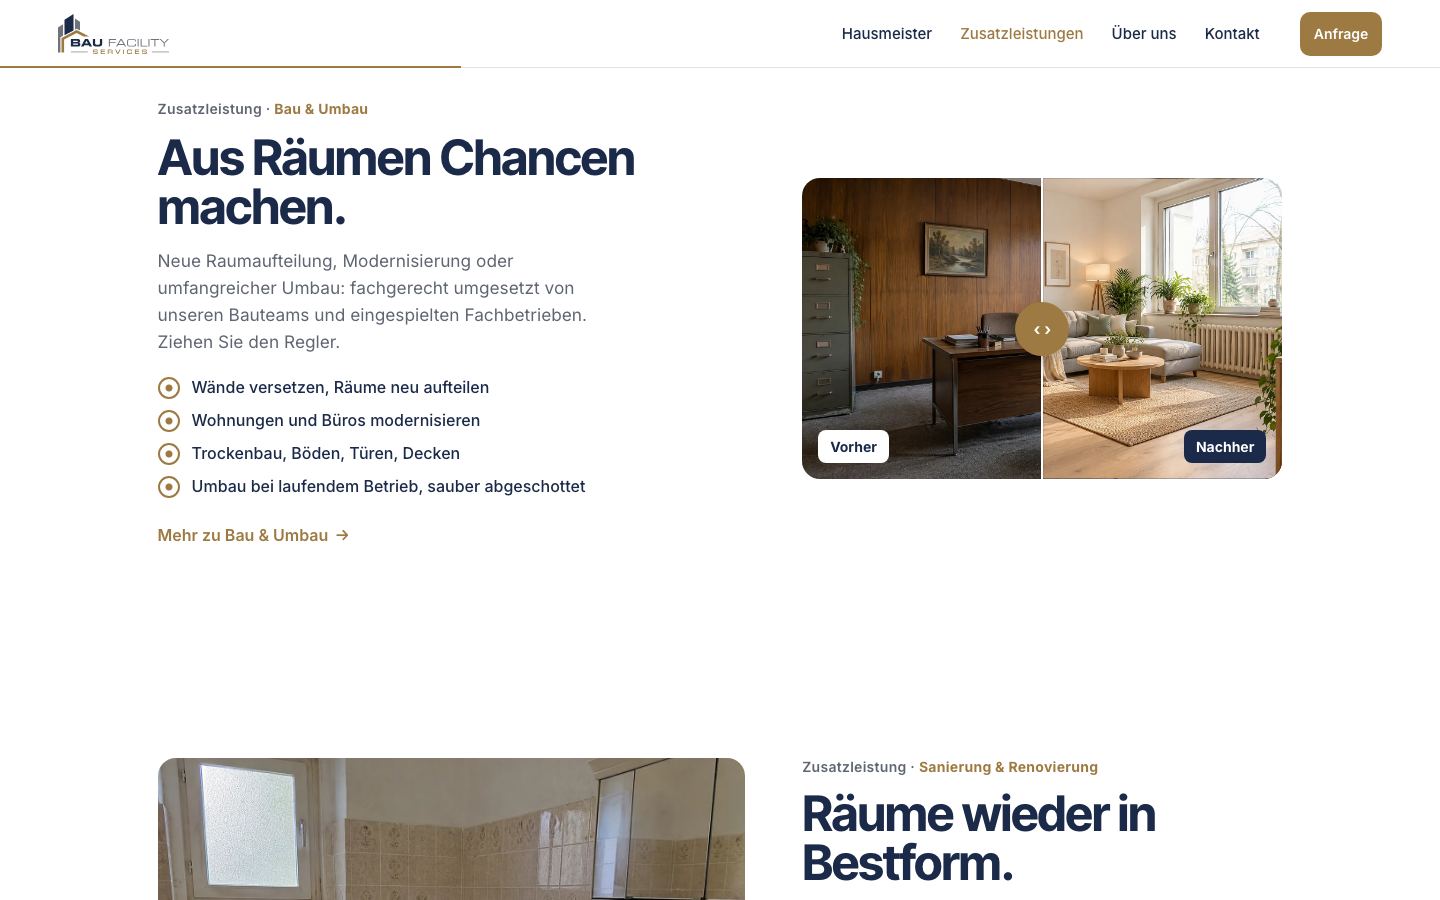 BAU FACILITY
SERVICES
Hausmeister
Zusatzleistungen
Über uns
Kontakt
Anfrage
Zusatzleistung · Bau & Umbau
Aus Räumen Chancen
machen.
Neue Raumaufteilung, Modernisierung oder
umfangreicher Umbau: fachgerecht umgesetzt von
unseren Bauteams und eingespielten Fachbetrieben.
Ziehen Sie den Regler.
Wände versetzen, Räume neu aufteilen
Wohnungen und Büros modernisieren
Trockenbau, Böden, Türen, Decken
Umbau bei laufendem Betrieb, sauber abgeschottet
Mehr zu Bau & Umbau →
Vorher
Nachher
Zusatzleistung · Sanierung & Renovierung
Räume wieder in
Bestform.